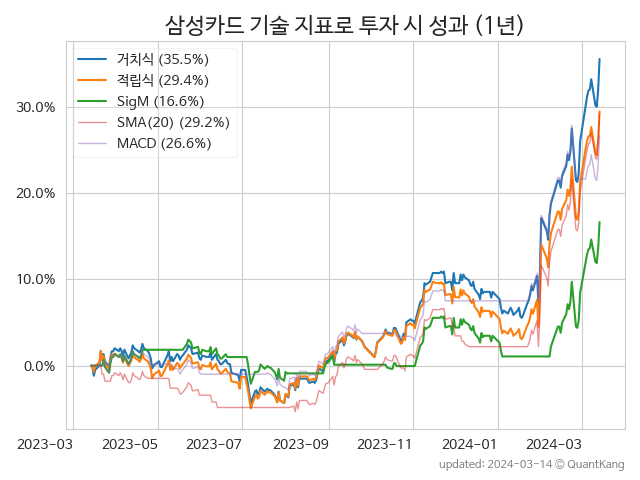 삼성카드 기술 지표로 투자 시 성과 (1년)
거치식 (35.5%)
적립식 (29.4%)
SigM (16.6%)
SMA(20) (29.2%)
MACD (26.6%)
30.0%
20.0%
10.0%
0.0%
2023-03 2023-05 2023-07 2023-09 2023-11 2024-01 2024-03
updated: 2024-03-14 © QuantKang